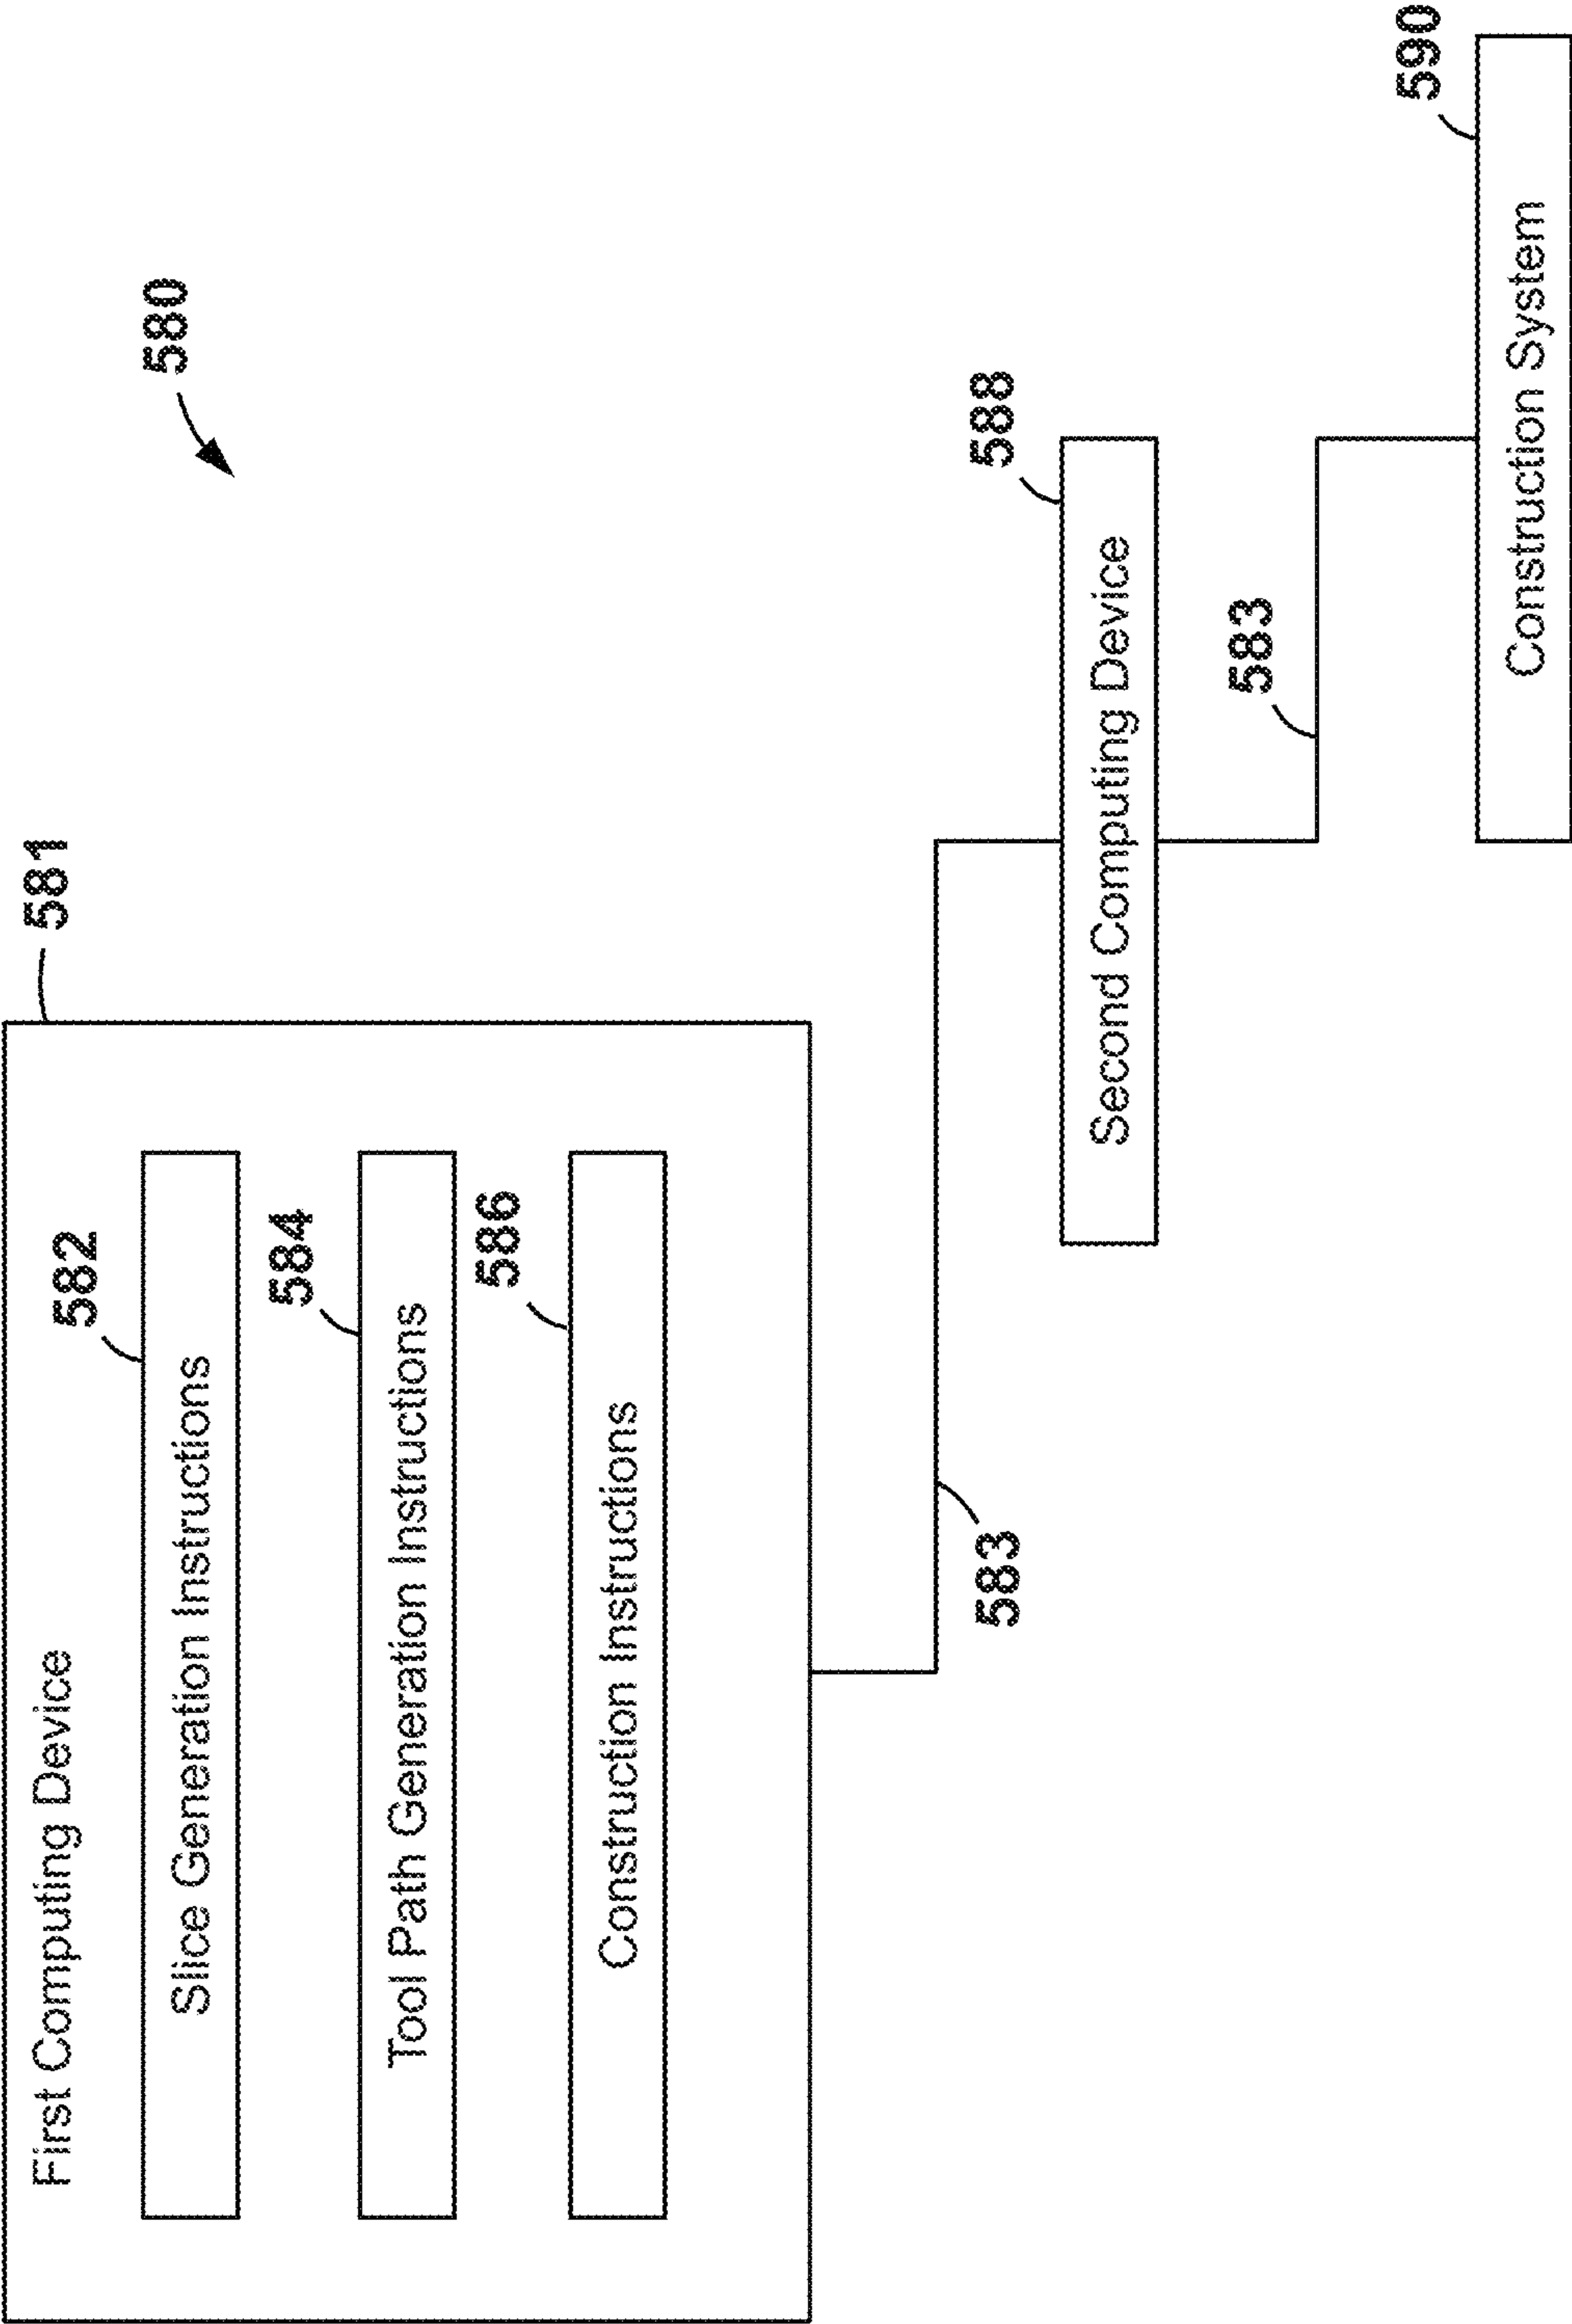 580
581
First Computing Device
582
Slice Generation Instructions
584
Tool Path Generation Instructions
586
Construction Instructions
583
588
Second Computing Device
583
590
Construction System